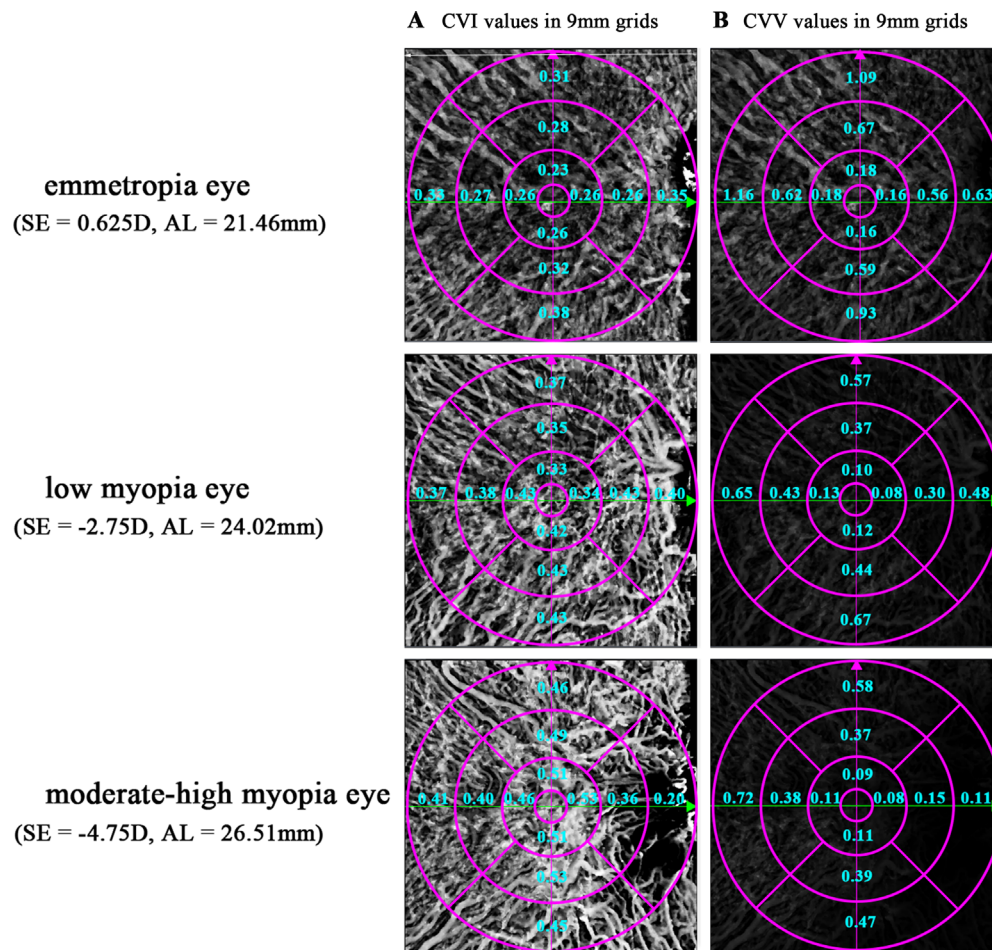 A CVI values in 9mm grids
B CVV values in 9mm grids
emmetropia eye
(SE = 0.625D, AL = 21.46mm)
0.31
0.28
0.23
0.33 0.27 0.26 0.26 0.26 0.35
0.26
0.32
0.38
1.09
0.67
0.18
1.16 0.62 0.18 0.16 0.56 0.63
0.16
0.59
0.93
low myopia eye
(SE = -2.75D, AL = 24.02mm)
0.37
0.35
0.33
0.37 0.38 0.43 0.34 0.43 0.40
0.42
0.43
0.43
0.57
0.37
0.10
0.65 0.43 0.13 0.08 0.30 0.48
0.12
0.44
0.67
moderate-high myopia eye
(SE = -4.75D, AL = 26.51mm)
0.46
0.49
0.51
0.41 0.40 0.46 0.36 0.20
0.51
0.53
0.45
0.58
0.37
0.09
0.72 0.38 0.11 0.08 0.15 0.11
0.11
0.39
0.47